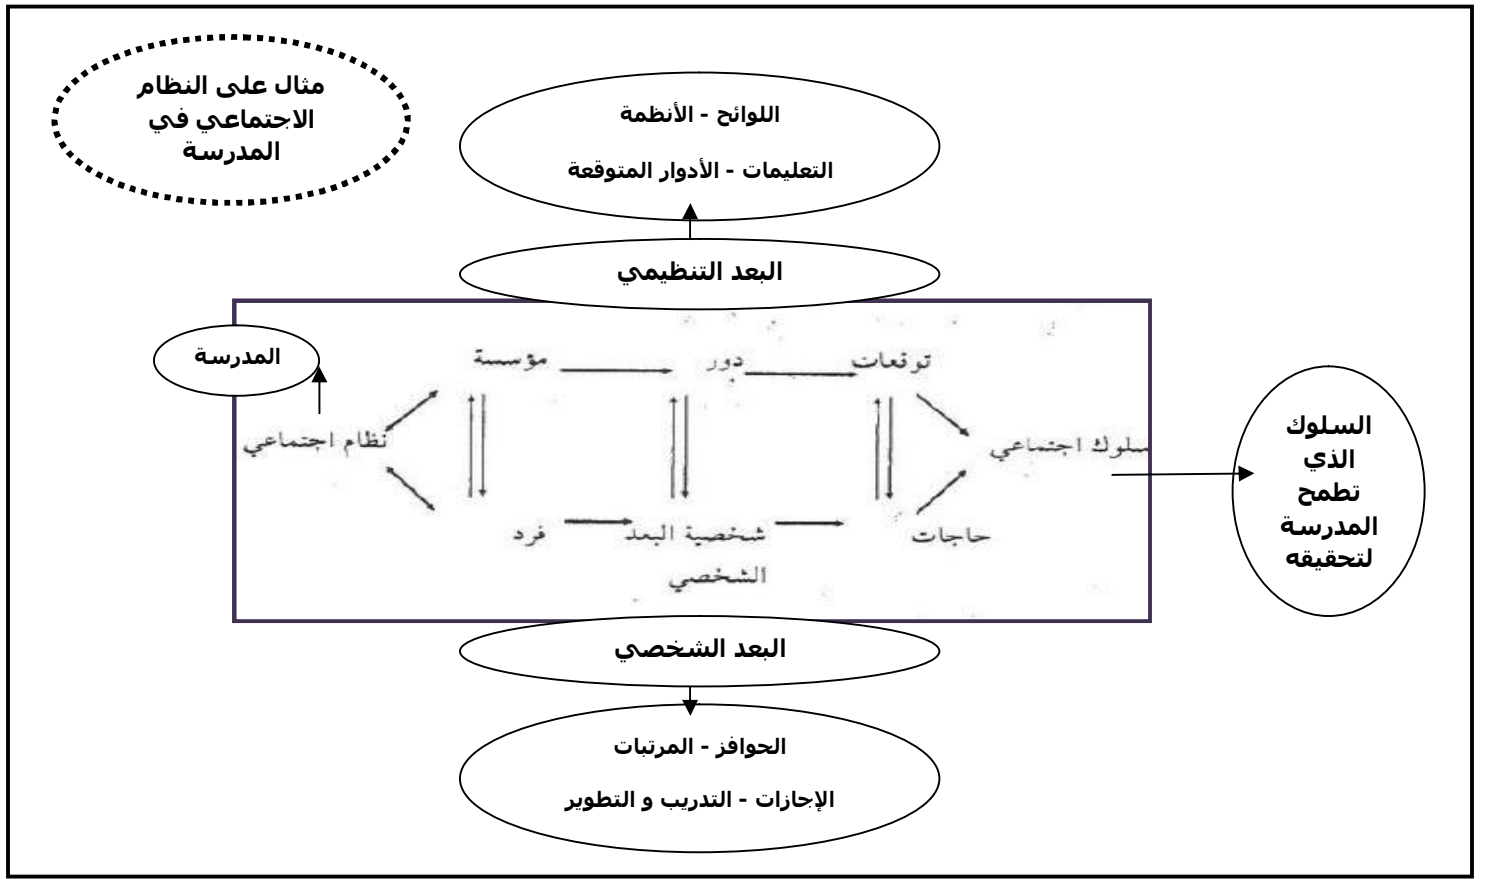 مثال على النظام
الاجتماعي في
المدرسة
اللوائح - الأنظمة
التعليمات - الأدوار المتوقعة
البعد التنظيمي
المدرسة
مؤسسة
دور
توقعات
نظام اجتماعي
سلوك اجتماعي
السلوك
الذي
تطمح
المدرسة
لتحقيقه
فرد
شخصية البعد
الشخصي
حاجات
البعد الشخصي
الحوافز - المرتبات
الإجازات - التدريب و التطوير